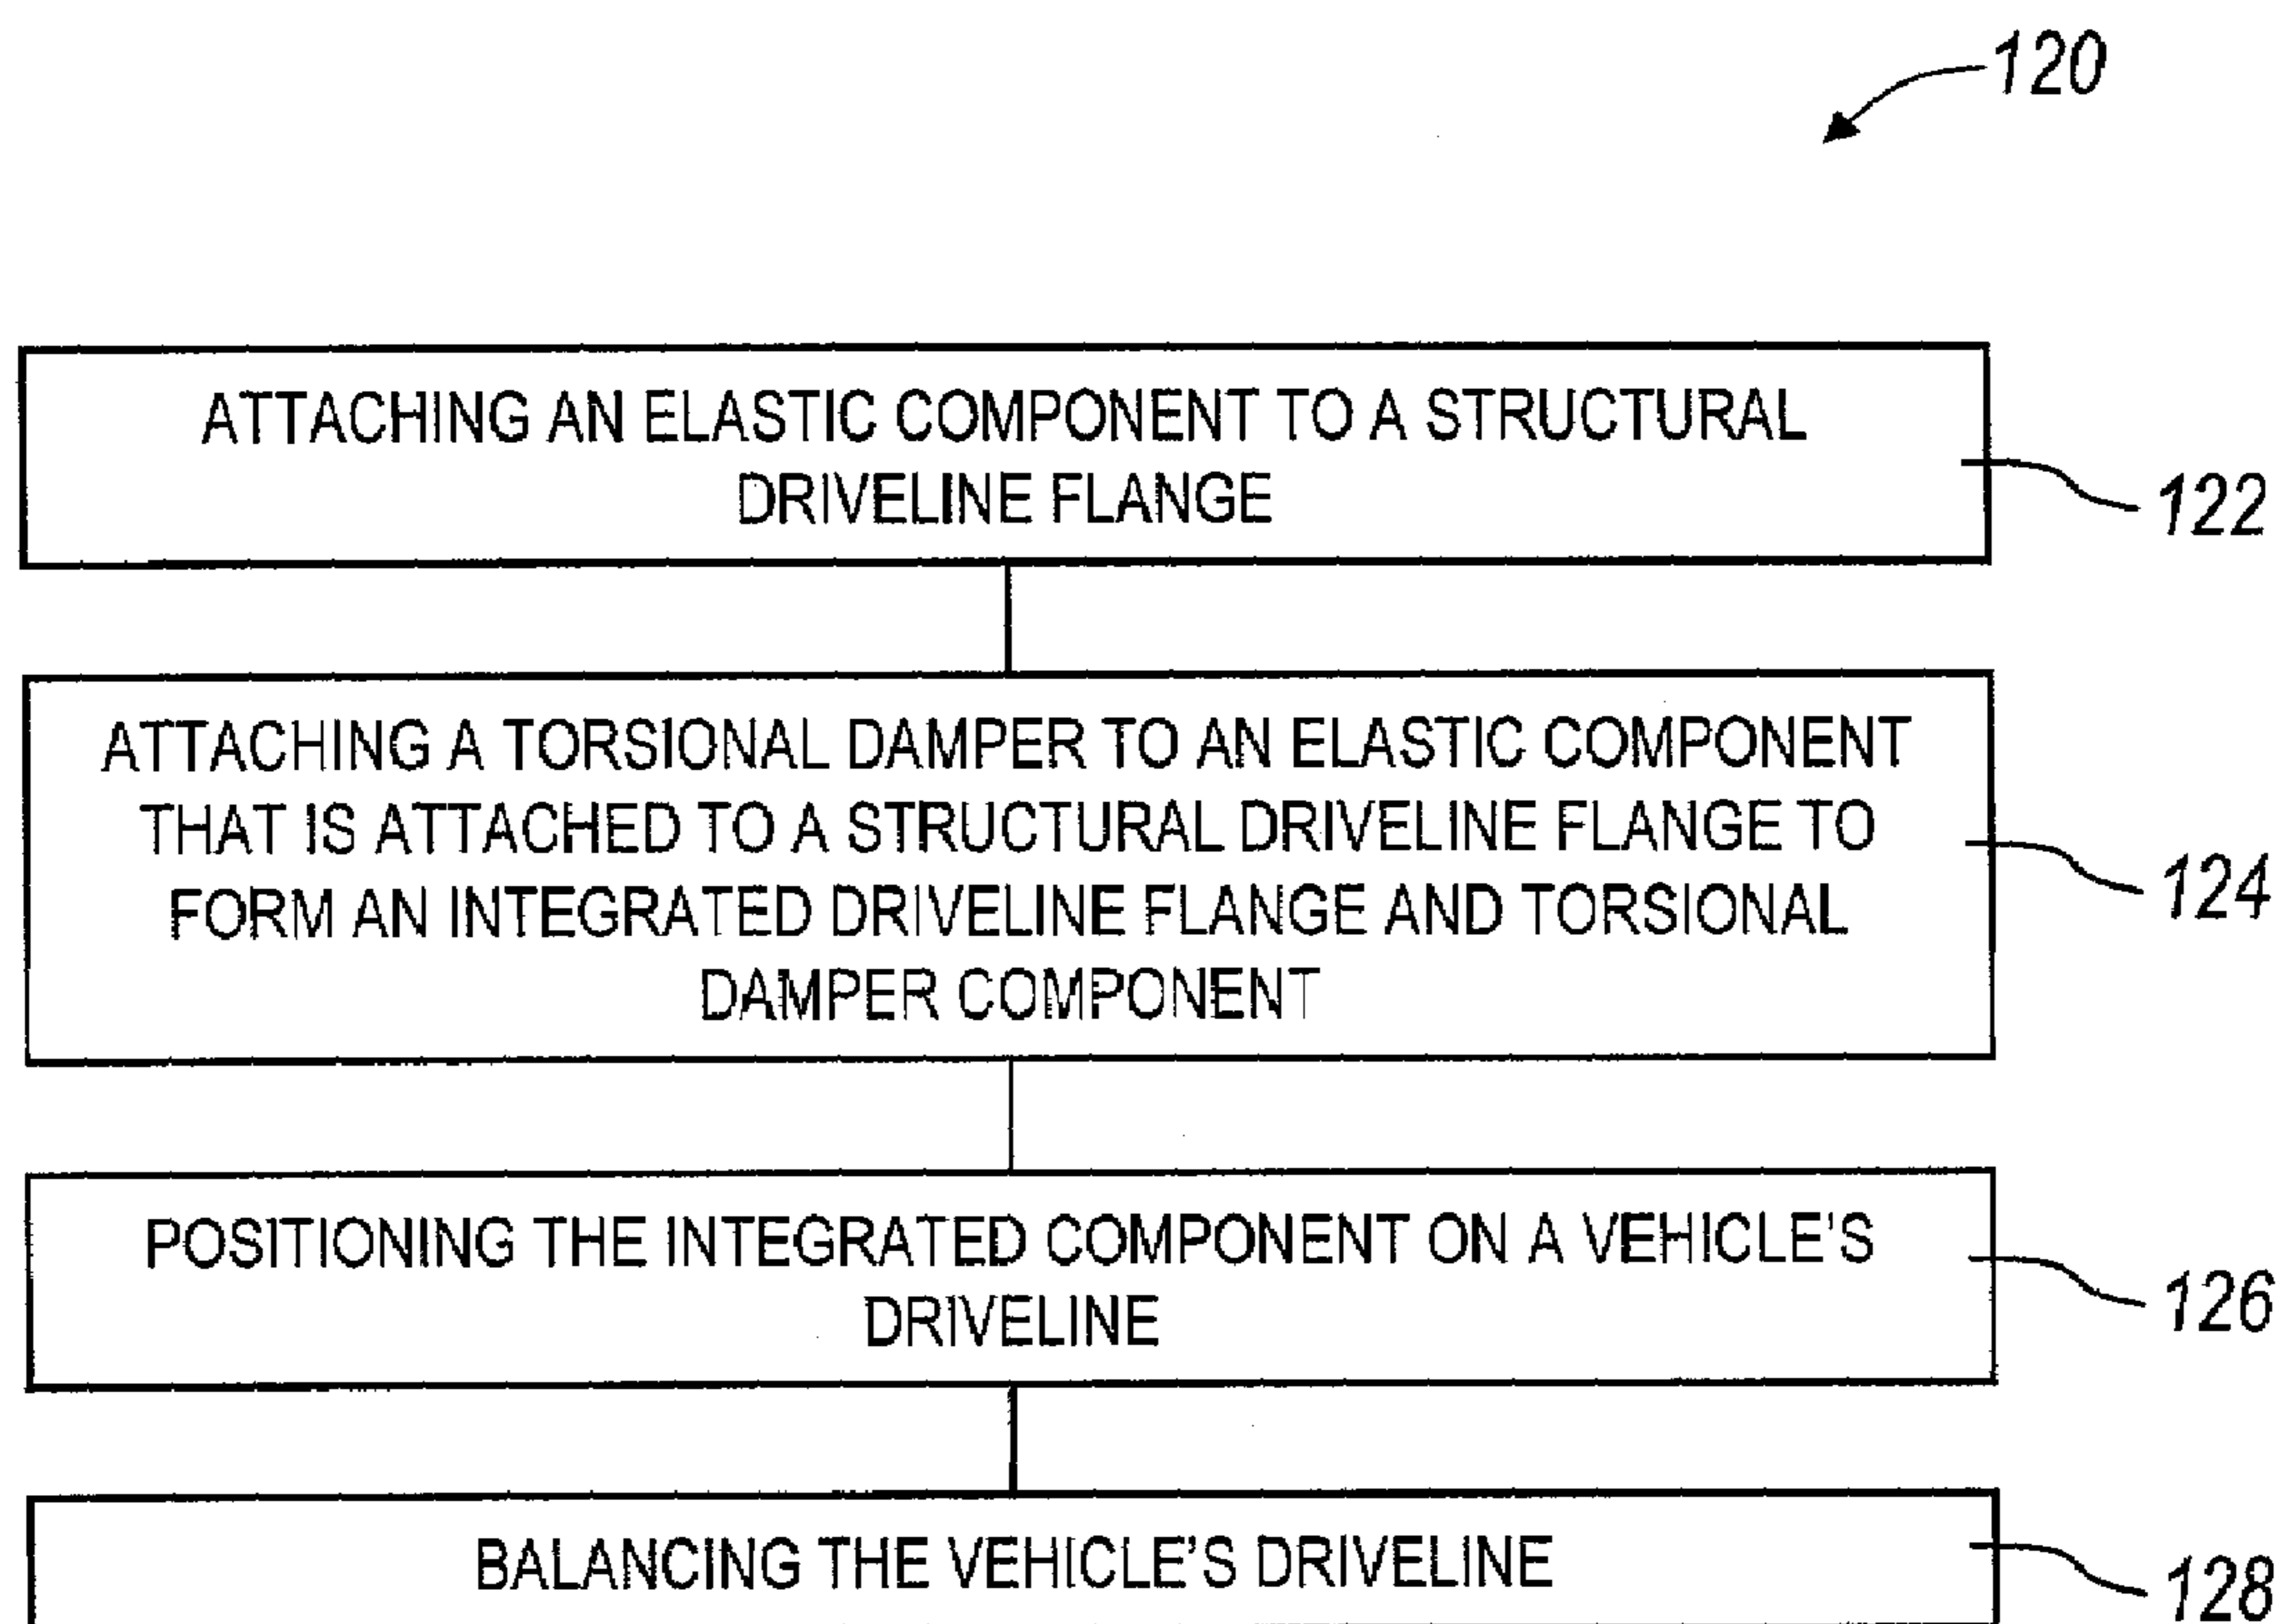 120
ATTACHING AN ELASTIC COMPONENT TO A STRUCTURAL
DRIVELINE FLANGE
122
ATTACHING A TORSIONAL DAMPER TO AN ELASTIC COMPONENT
THAT IS ATTACHED TO A STRUCTURAL DRIVELINE FLANGE TO
FORM AN INTEGRATED DRIVELINE FLANGE AND TORSIONAL
DAMPER COMPONENT
124
POSITIONING THE INTEGRATED COMPONENT ON A VEHICLE'S
DRIVELINE
126
BALANCING THE VEHICLE'S DRIVELINE
128